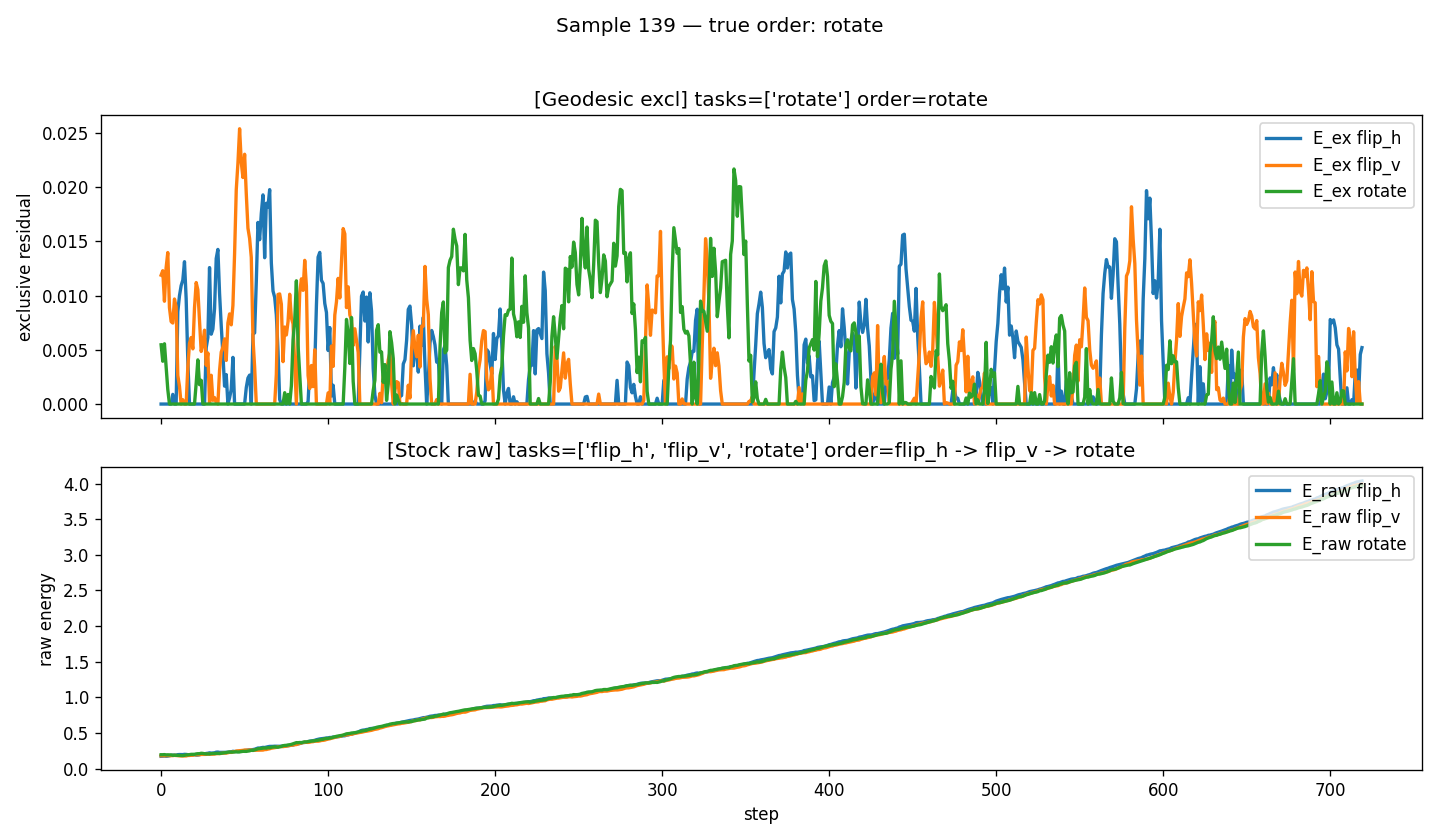 Sample 139 — true order: rotate
[Geodesic excl] tasks=['rotate'] order=rotate
0.025
0.020
0.015
0.010
0.005
0.000
exclusive residual
E_ex flip_h
E_ex flip_v
E_ex rotate
[Stock raw] tasks=['flip_h', 'flip_v', 'rotate'] order=flip_h -> flip_v -> rotate
4.0
3.5
3.0
2.5
2.0
1.5
1.0
0.5
0.0
raw energy
E_raw flip_h
E_raw flip_v
E_raw rotate
0 100 200 300 400 500 600 700
step